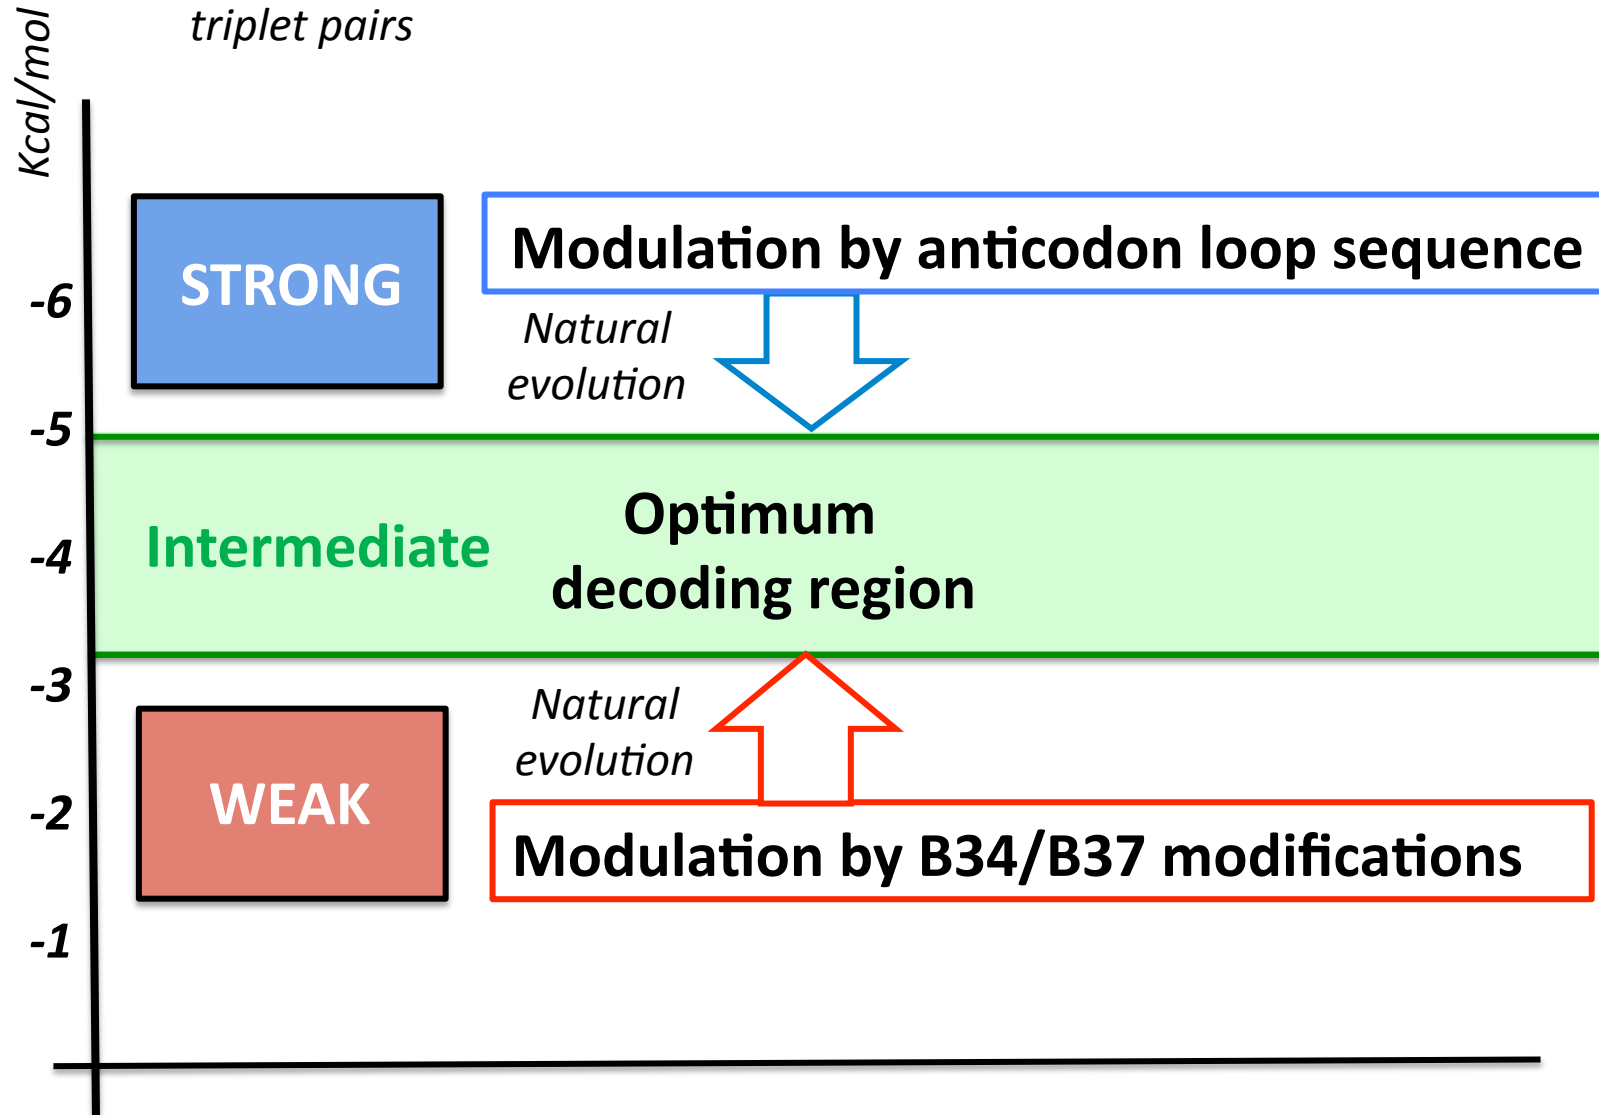 Kcal/mol
triplet pairs
STRONG
Modulation by anticodon loop sequence
-6
Natural
evolution
-5
Intermediate
Optimum
decoding region
-4
-3
Natural
evolution
WEAK
-2
Modulation by B34/B37 modifications
-1